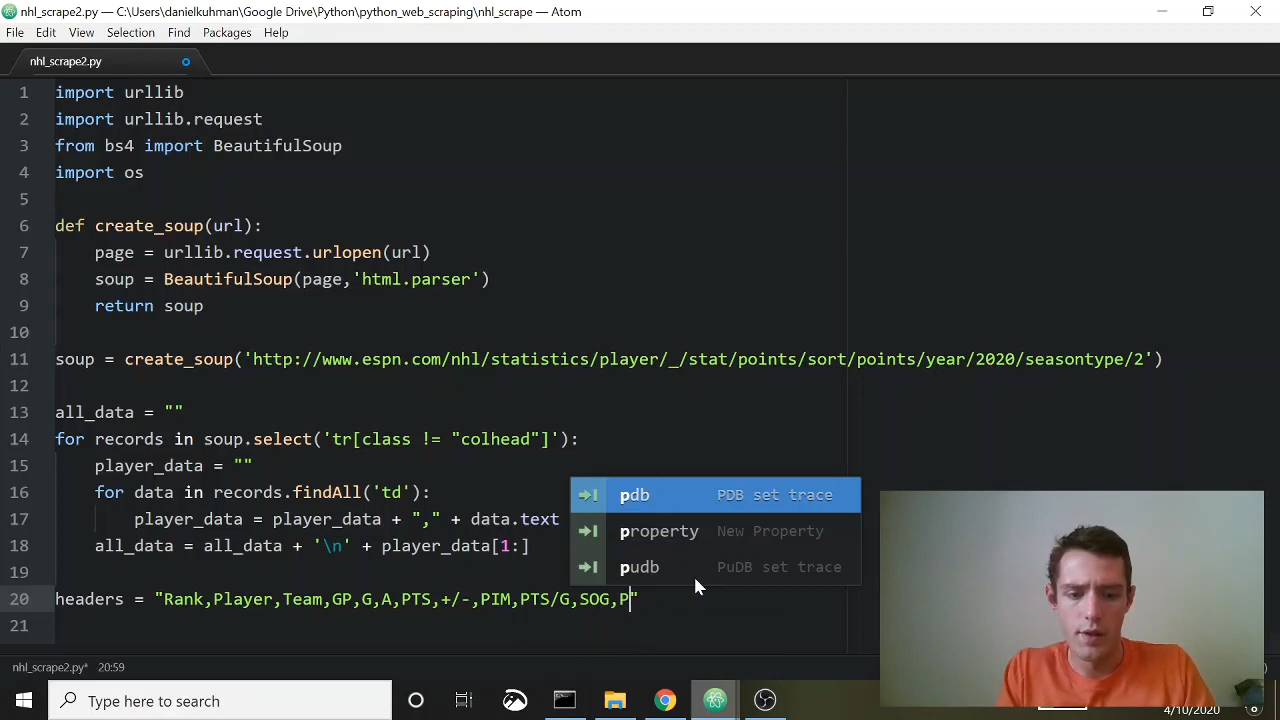 nhl_scrape2.py — C:\Users\danielkuhman\Google Drive\Python\python_web_scraping\nhl_scrape — Atom
File Edit View Selection Find Packages Help
nhl_scrape2.py
1 import urllib
2 import urllib.request
3 from bs4 import BeautifulSoup
4 import os
5
6 def create_soup(url):
7 page = urllib.request.urlopen(url)
8 soup = BeautifulSoup(page,'html.parser')
9 return soup
10
11 soup = create_soup('http://www.espn.com/nhl/statistics/player/_/stat/points/sort/points/year/2020/seasontype/2')
12
13 all_data = ""
14 for records in soup.select('tr[class != "colhead"]'):
15 player_data = ""
16 for data in records.findAll('td'):
17 player_data = player_data + "," + data.text
18 all_data = all_data + '\n' + player_data[1:]
19
20 headers = "Rank,Player,Team,GP,G,A,PTS,+/-,PIM,PTS/G,SOG,P"
21
pdb PDB set trace
property New Property
pudb PuDB set trace
nhl_scrape2.py* 20:59
Type here to search
4/10/2020